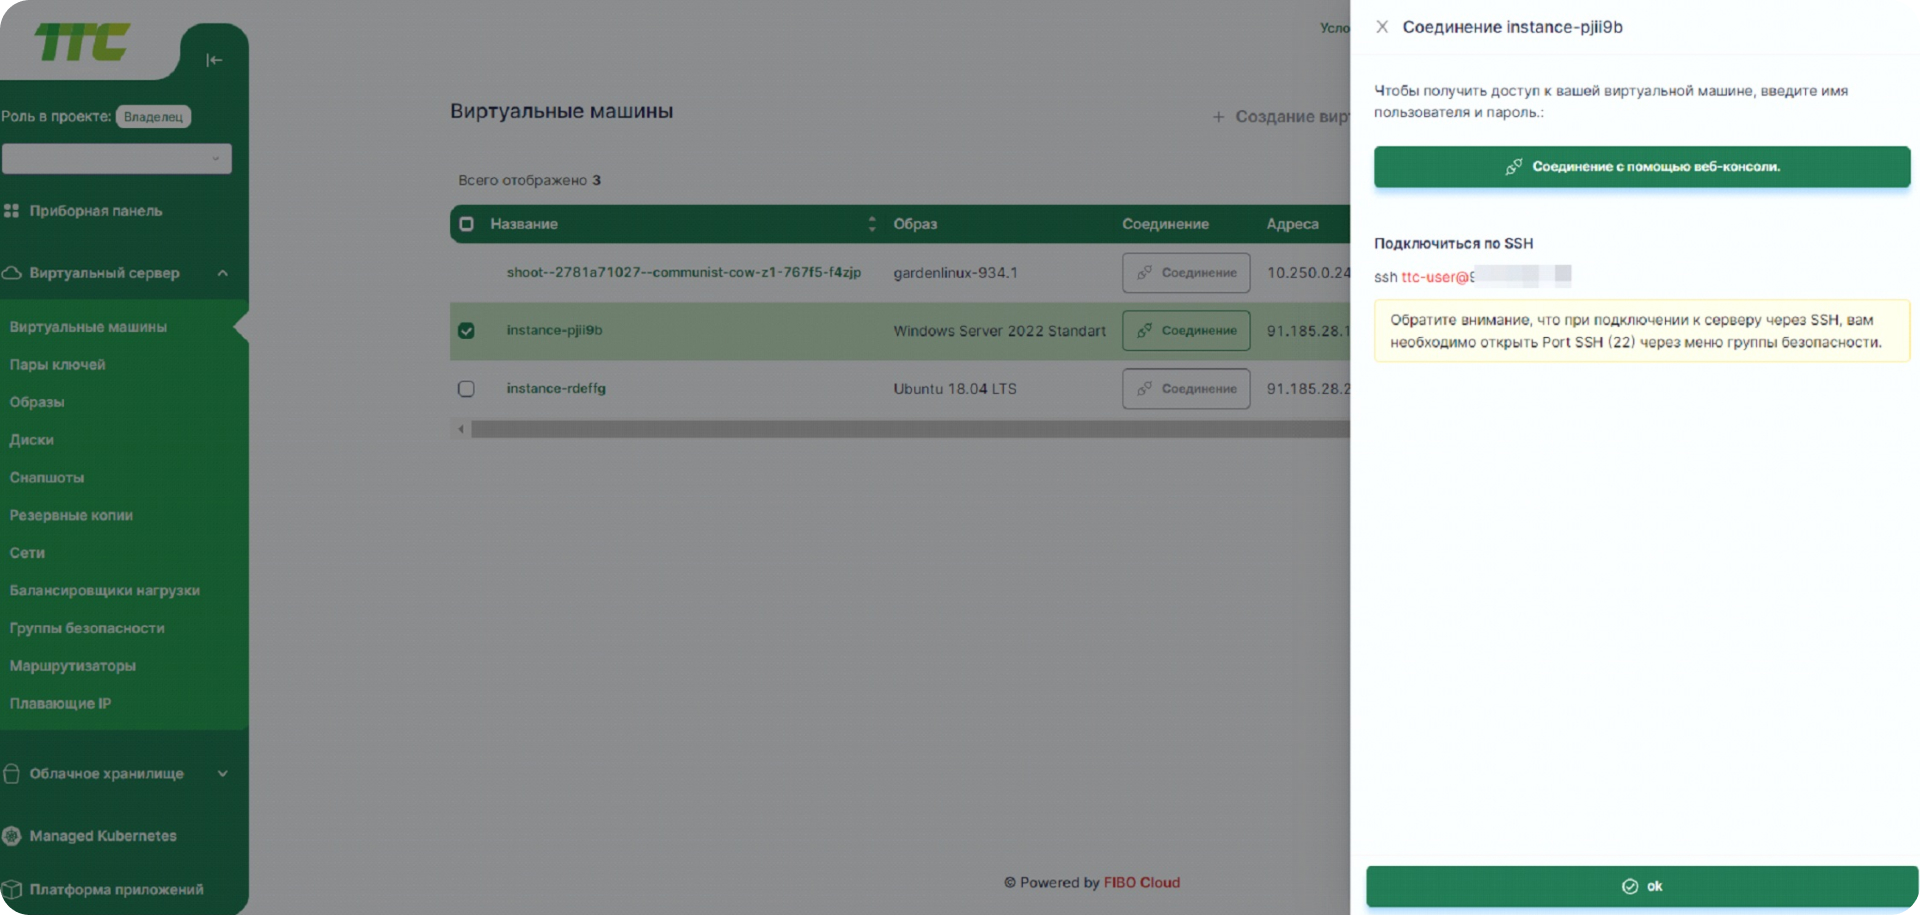 TTC
Роль в проекте: Владелец
Приборная панель
Виртуальный сервер
Виртуальные машины
Пары ключей
Образы
Диски
Снапшоты
Резервные копии
Сети
Балансировщики нагрузки
Группы безопасности
Маршрутизаторы
Плавающие IP
Облачное хранилище
Managed Kubernetes
Платформа приложений
Усло
Виртуальные машины
+ Создание вирт
Всего отображено 3
Название Образ Соединение Адреса
shoot--2781a71027--communist-cow-z1-767f5-f4zjp gardenlinux-934.1 Соединение 10.250.0.24
instance-pjii9b Windows Server 2022 Standart Соединение 91.185.28.1
instance-rdeffg Ubuntu 18.04 LTS Соединение 91.185.28.2
© Powered by FIBO Cloud
Соединение instance-pjii9b
Чтобы получить доступ к вашей виртуальной машине, введите имя
пользователя и пароль.:
Соединение с помощью веб-консоли.
Подключиться по SSH
ssh ttc-user@
Обратите внимание, что при подключении к серверу через SSH, вам
необходимо открыть Port SSH (22) через меню группы безопасности.
ok